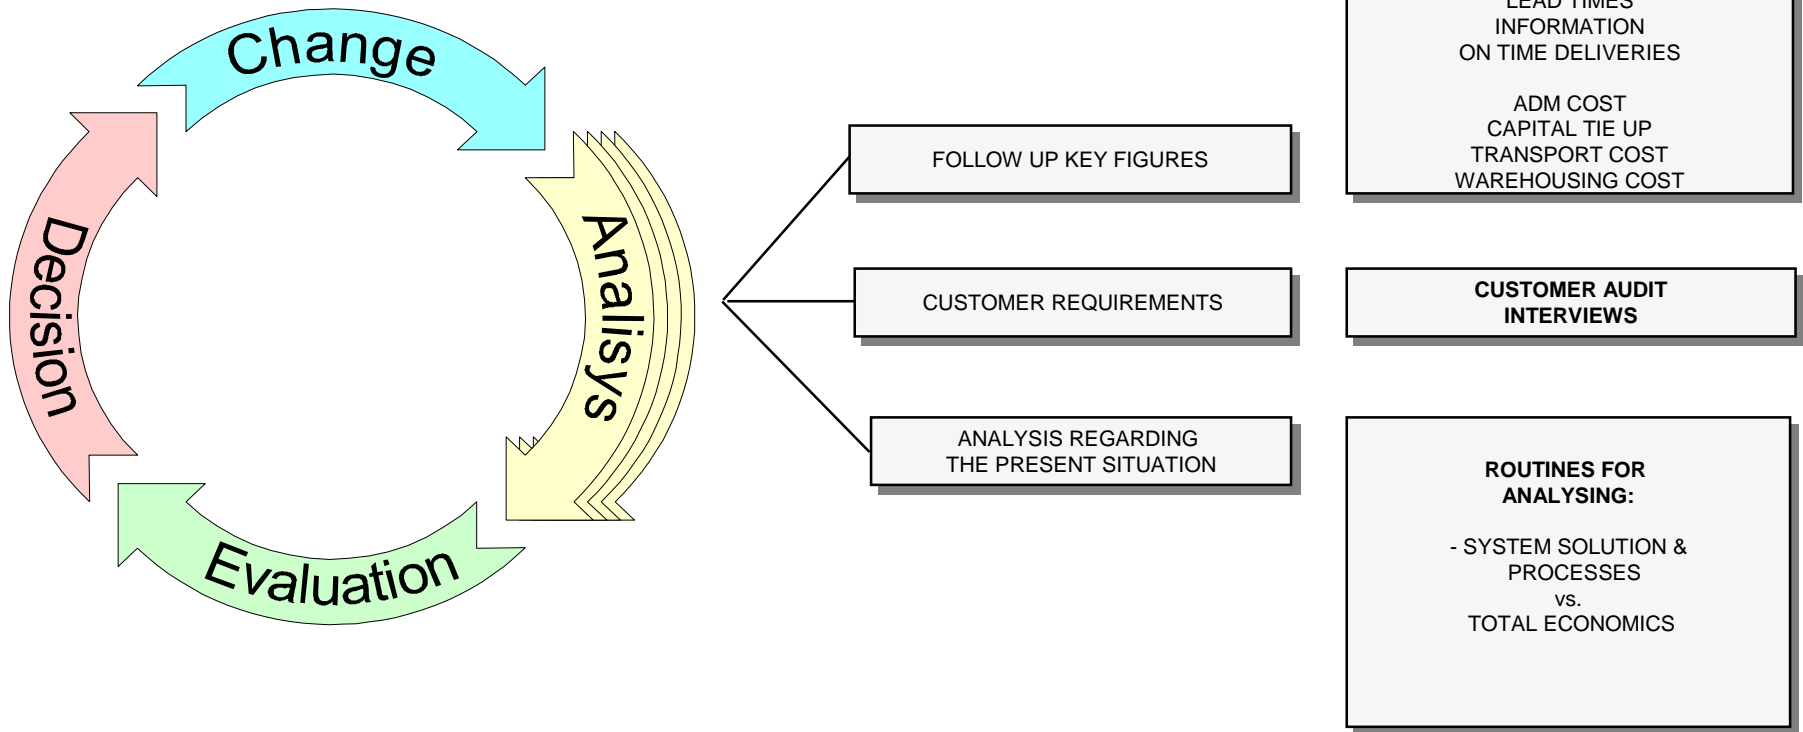 Change
Analisys
Evaluation
Decision
FOLLOW UP KEY FIGURES
CUSTOMER REQUIREMENTS
ANALYSIS REGARDING
THE PRESENT SITUATION
LEAD TIMES
INFORMATION
ON TIME DELIVERIES
ADM COST
CAPITAL TIE UP
TRANSPORT COST
WAREHOUSING COST
CUSTOMER AUDIT
INTERVIEWS
ROUTINES FOR
ANALYSING:
- SYSTEM SOLUTION &
PROCESSES
vs.
TOTAL ECONOMICS